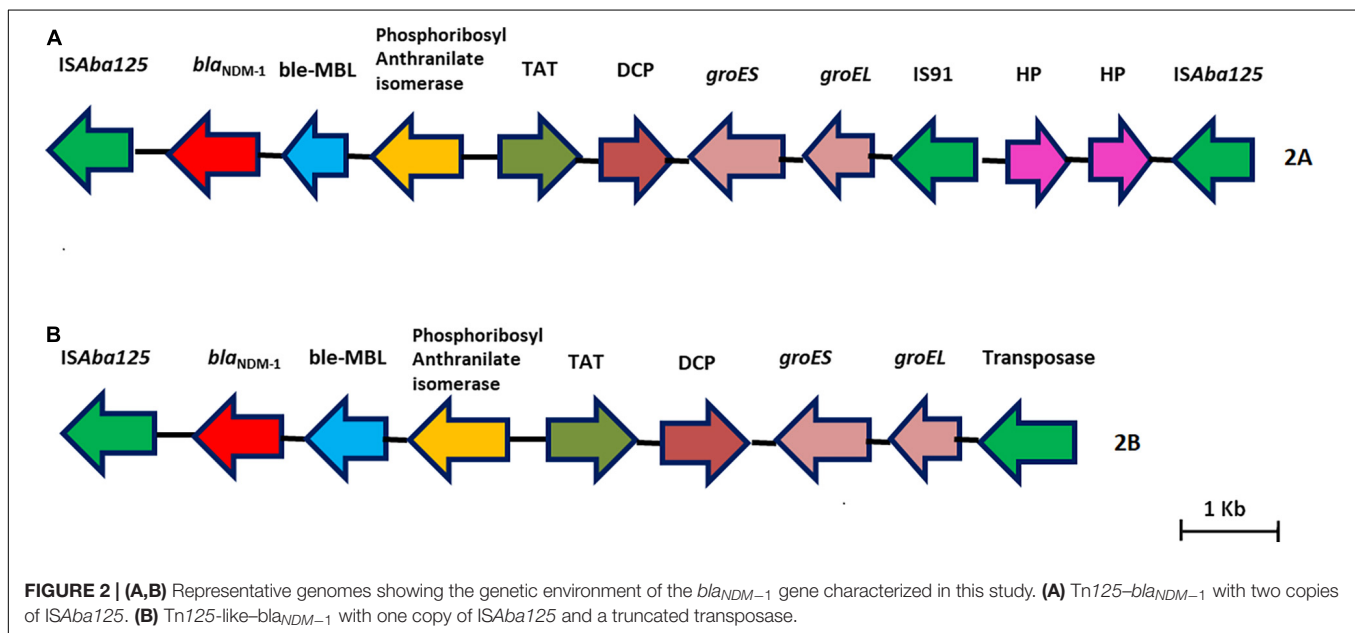 A
ISAba125 blaNDM-1 ble-MBL Phosphoribosyl Anthranilate isomerase TAT DCP groES groEL IS91 HP HP ISAba125
2A
B
ISAba125 blaNDM-1 ble-MBL Phosphoribosyl Anthranilate isomerase TAT DCP groES groEL Transposase
2B
1 Kb
FIGURE 2 | (A,B) Representative genomes showing the genetic environment of the blaNDM−1 gene characterized in this study. (A) Tn125–blaNDM−1 with two copies
of ISAba125. (B) Tn125-like–blaNDM−1 with one copy of ISAba125 and a truncated transposase.